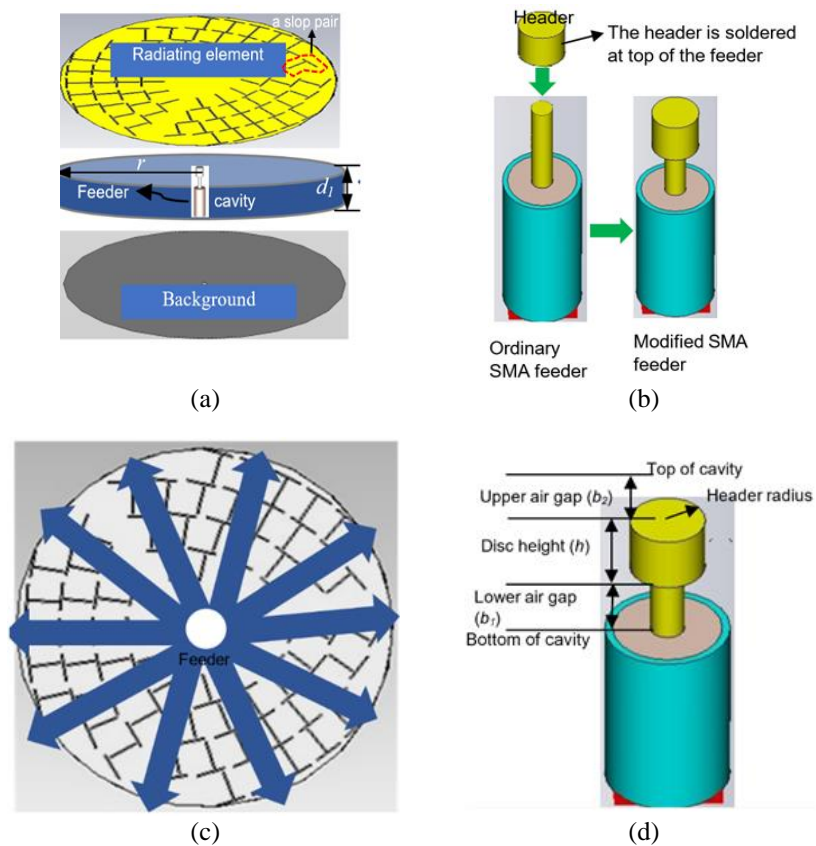 a slop pair
Radiating element
r
Feeder
cavity
d1
Background
(a)
Header
The header is soldered
at top of the feeder
Ordinary
SMA feeder
Modified SMA
feeder
(b)
Feeder
(c)
Top of cavity
Upper air gap (b2)
Header radius
Disc height (h)
Lower air gap
(b1)
Bottom of cavity
(d)